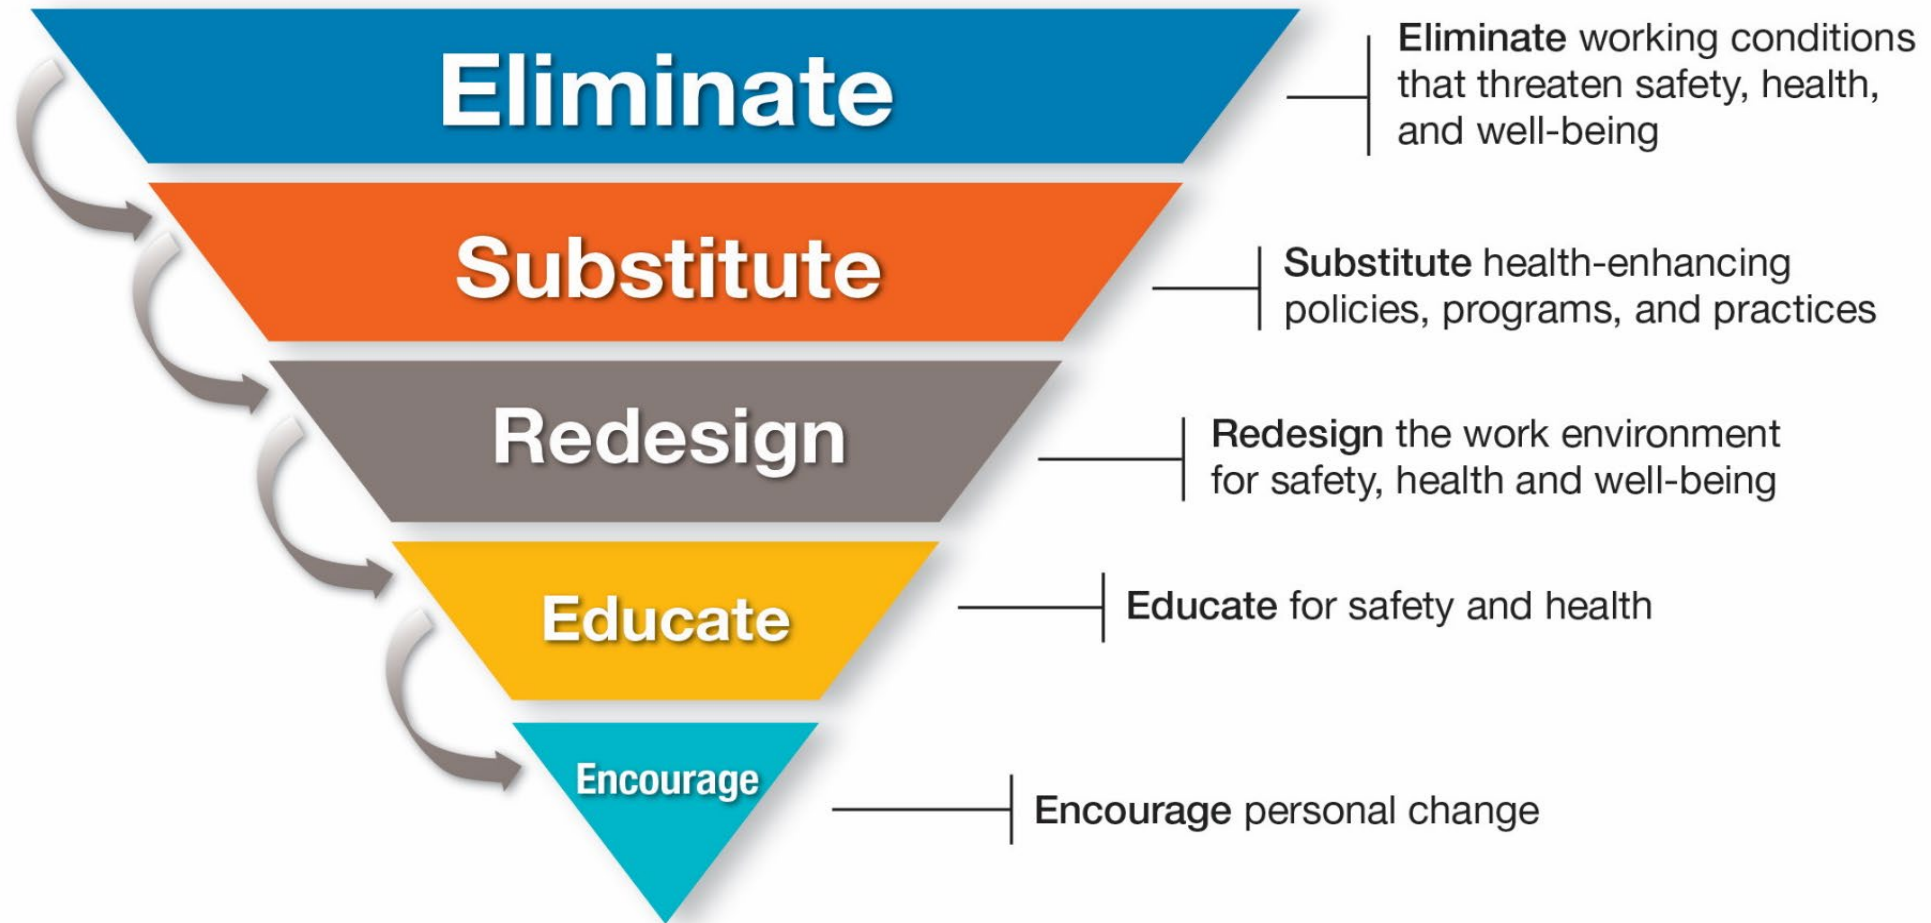 Eliminate
Eliminate working conditions
that threaten safety, health,
and well-being
Substitute
Substitute health-enhancing
policies, programs, and practices
Redesign
Redesign the work environment
for safety, health and well-being
Educate
Educate for safety and health
Encourage
Encourage personal change